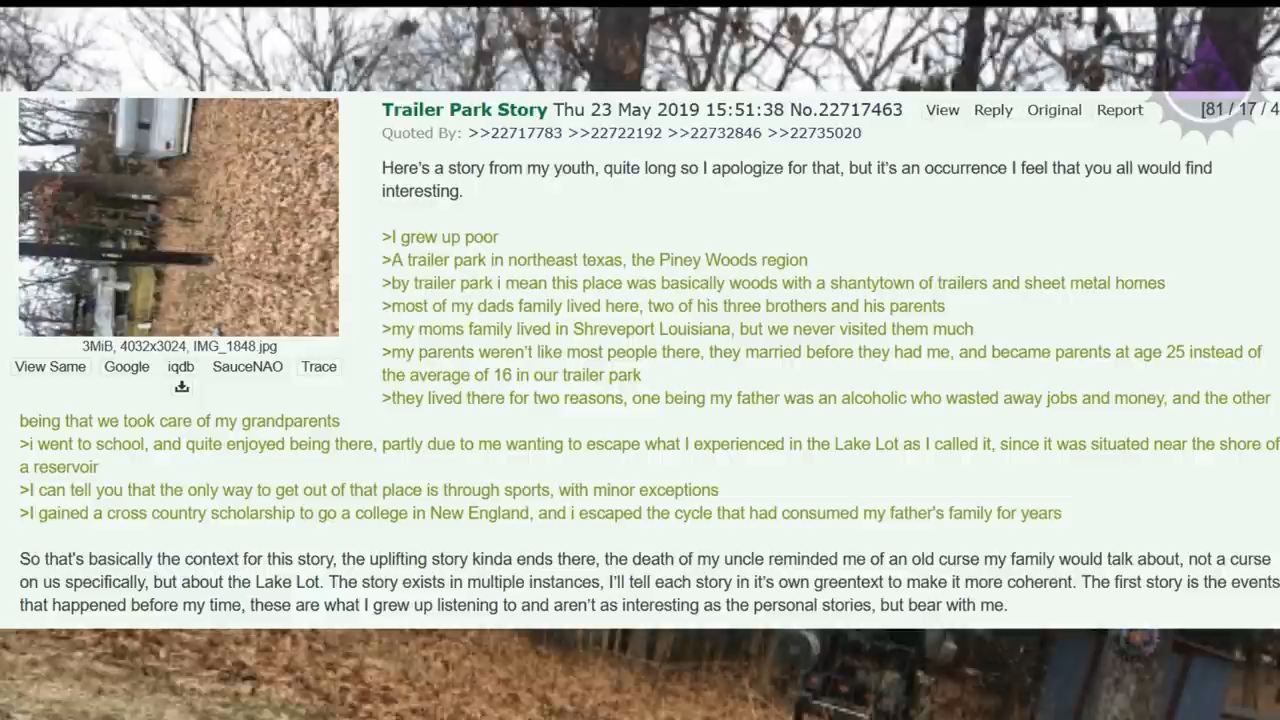 Trailer Park Story Thu 23 May 2019 15:51:38 No.22717463 View Reply Original Report [81 / 17 / 4
Quoted By: >>22717783 >>22722192 >>22732846 >>22735020
Here's a story from my youth, quite long so I apologize for that, but it's an occurrence I feel that you all would find
interesting.
>I grew up poor
>A trailer park in northeast texas, the Piney Woods region
>by trailer park i mean this place was basically woods with a shantytown of trailers and sheet metal homes
>most of my dads family lived here, two of his three brothers and his parents
>my moms family lived in Shreveport Louisiana, but we never visited them much
3MiB, 4032x3024, IMG_1848.jpg
View Same Google iqdb SauceNAO Trace
>my parents weren't like most people there, they married before they had me, and became parents at age 25 instead of
the average of 16 in our trailer park
>they lived there for two reasons, one being my father was an alcoholic who wasted away jobs and money, and the other
being that we took care of my grandparents
>i went to school, and quite enjoyed being there, partly due to me wanting to escape what I experienced in the Lake Lot as I called it, since it was situated near the shore of
a reservoir
>I can tell you that the only way to get out of that place is through sports, with minor exceptions
>I gained a cross country scholarship to go a college in New England, and i escaped the cycle that had consumed my father's family for years
So that's basically the context for this story, the uplifting story kinda ends there, the death of my uncle reminded me of an old curse my family would talk about, not a curse
on us specifically, but about the Lake Lot. The story exists in multiple instances, I'll tell each story in it's own greentext to make it more coherent. The first story is the events
that happened before my time, these are what I grew up listening to and aren't as interesting as the personal stories, but bear with me.